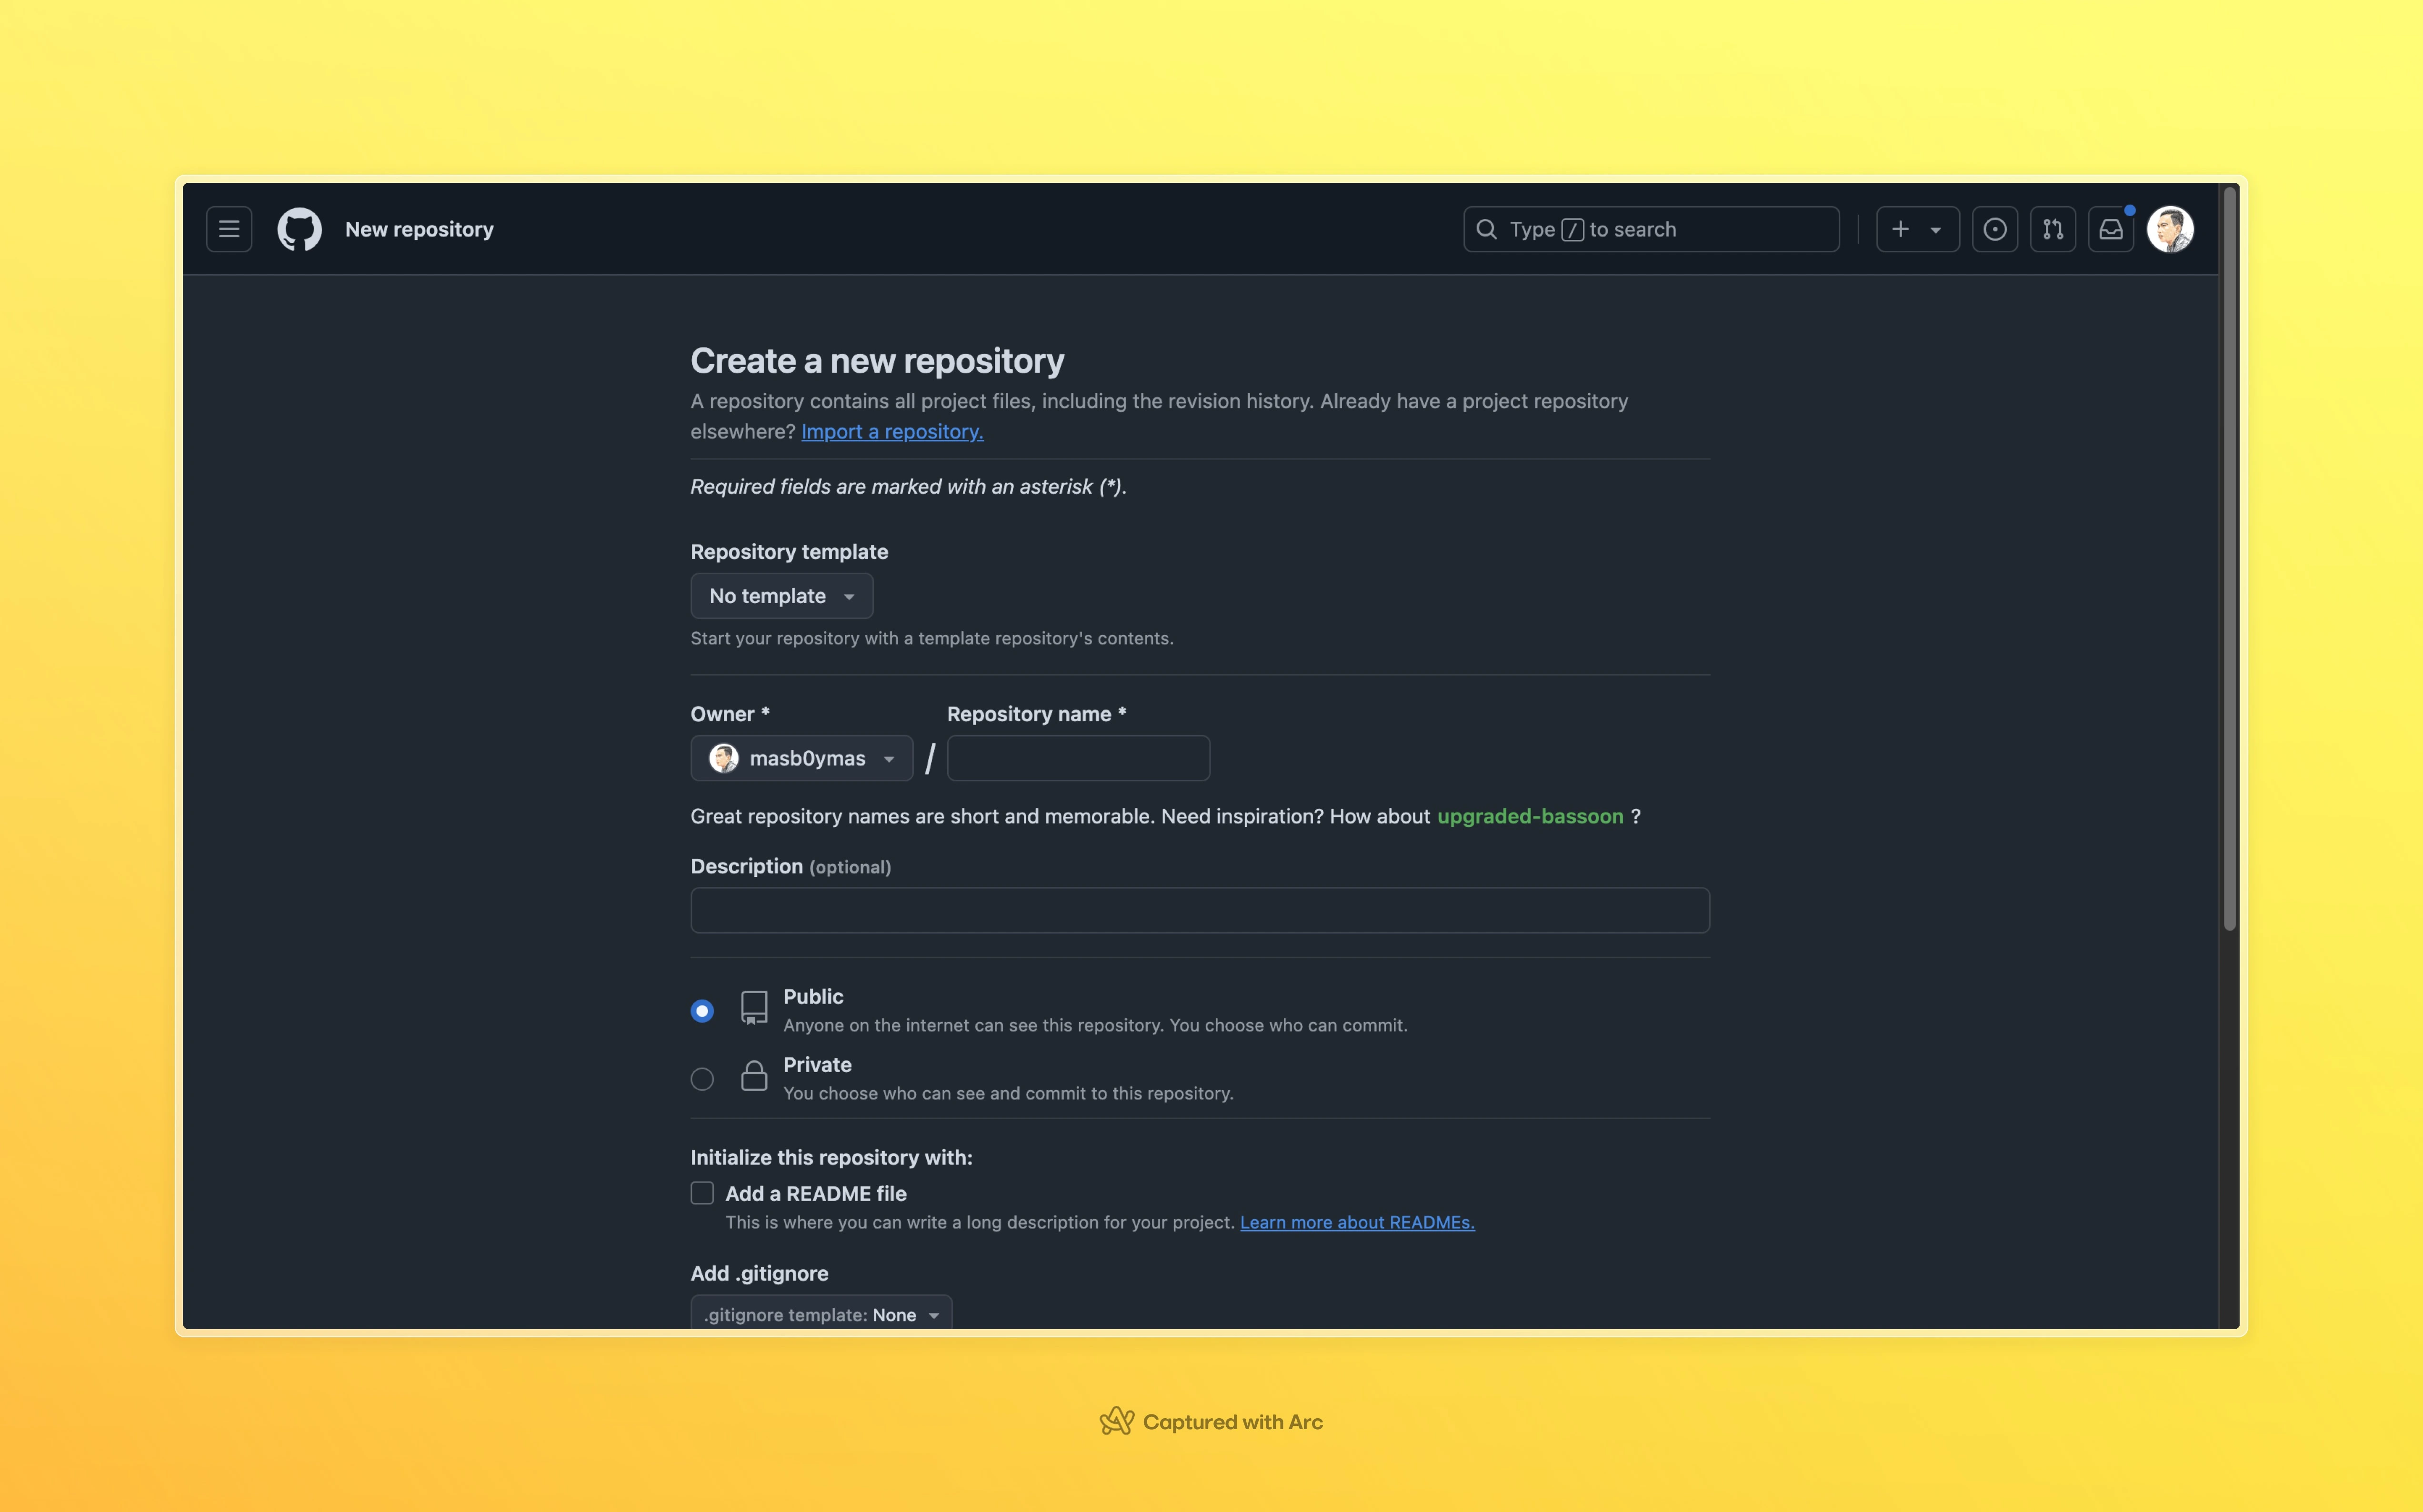 New repository
Type / to search
Create a new repository
A repository contains all project files, including the revision history. Already have a project repository
elsewhere? Import a repository.
Required fields are marked with an asterisk (*).
Repository template
No template
Start your repository with a template repository's contents.
Owner * Repository name *
masb0ymas /
Great repository names are short and memorable. Need inspiration? How about upgraded-bassoon ?
Description (optional)
Public
Anyone on the internet can see this repository. You choose who can commit.
Private
You choose who can see and commit to this repository.
Initialize this repository with:
Add a README file
This is where you can write a long description for your project. Learn more about READMEs.
Add .gitignore
.gitignore template: None
Captured with Arc